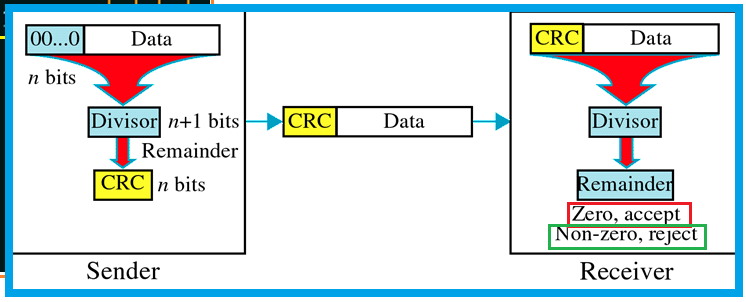 00...0 Data
n bits
Divisor n+1 bits
Remainder
CRC n bits
Sender
CRC Data
CRC Data
Divisor
Remainder
Zero, accept
Non-zero, reject
Receiver